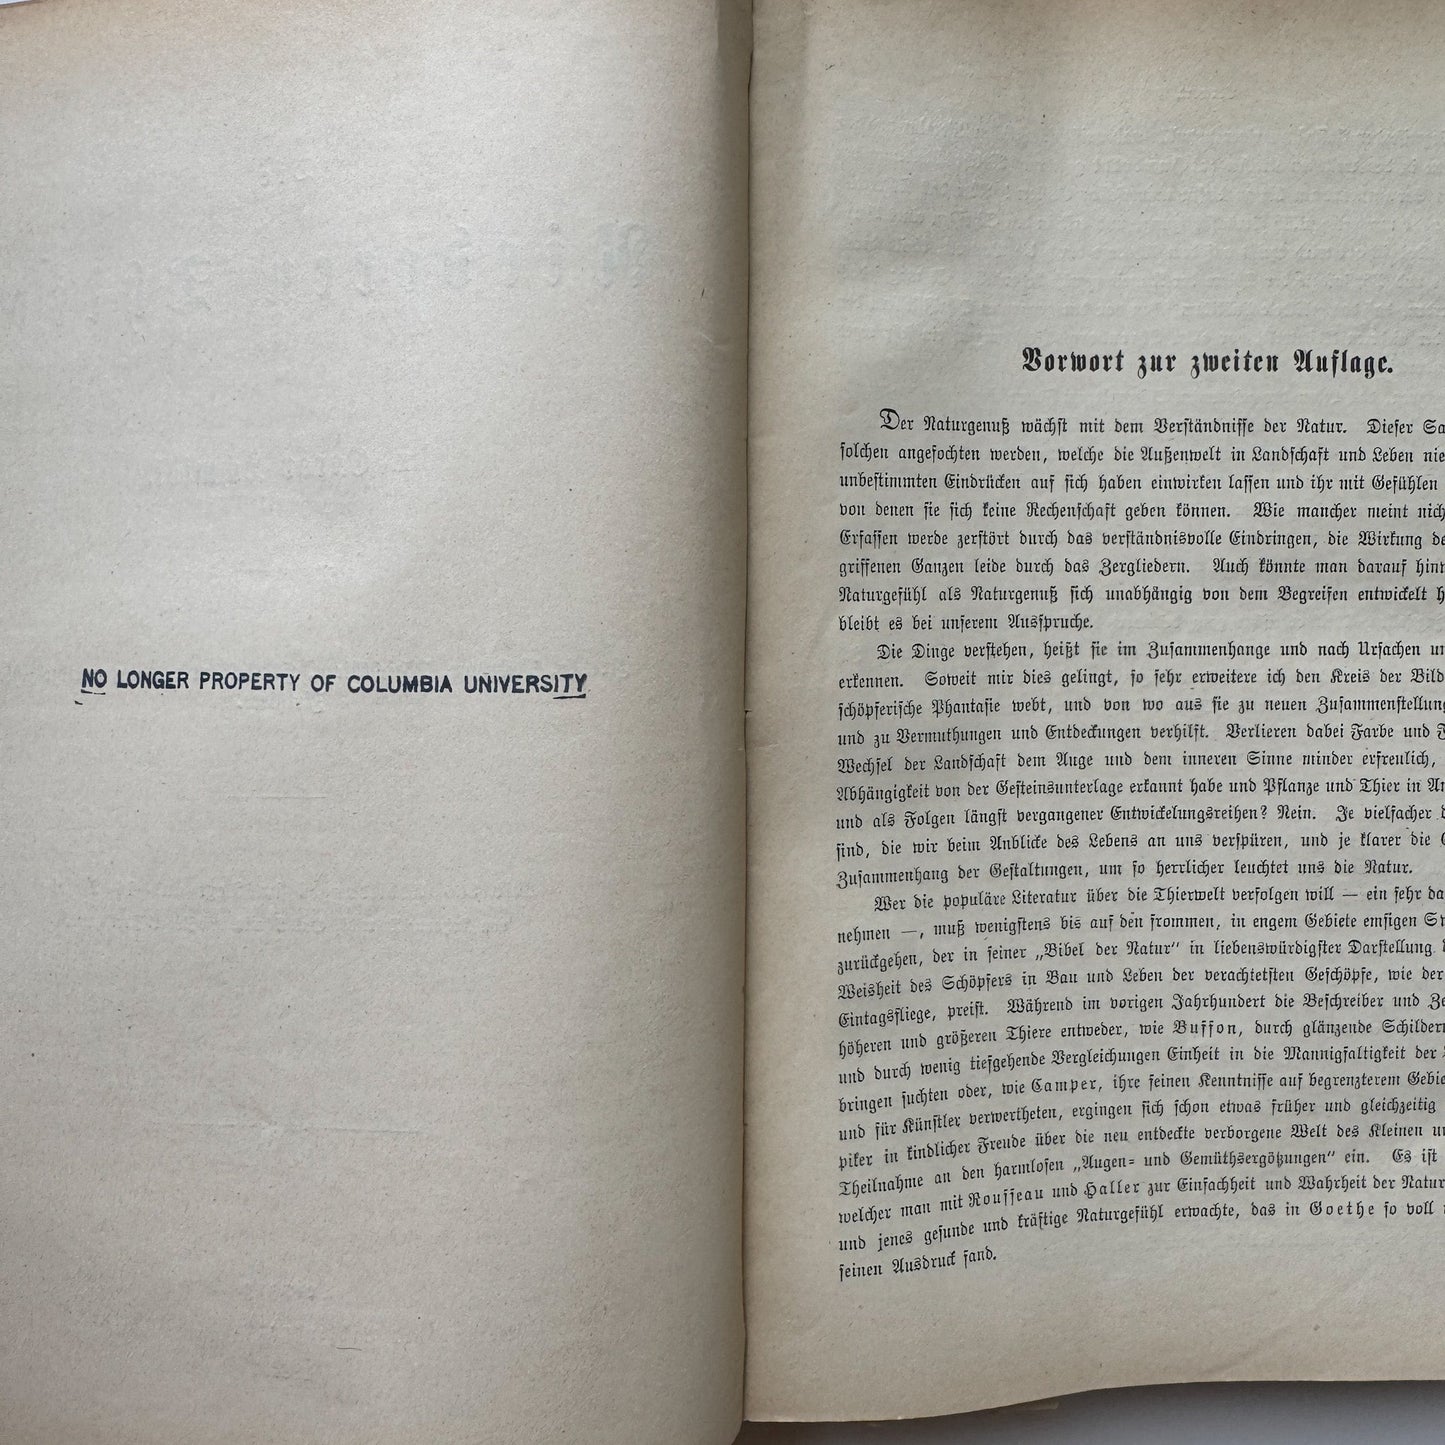 NO LONGER PROPERTY OF COLUMBIA UNIVERSITY
Vorwort zur zweiten Auflage.
Der Naturgenuß wächst mit dem Verständnisse der Natur. Dieser
solchen angefochten werden, welche die Außenwelt in Landschaft und Leben
unbestimmten Eindrücken auf sich haben einwirken lassen und ihr mit Gefühlen
von denen sie sich keine Rechenschaft geben können. Wie mancher meint
Erfassen werde zerstört durch das verständnisvolle Eindringen, die Wirkung
griffenen Ganzen leide durch das Zergliedern. Auch könnte man darauf
Naturgefühl als Naturgenuß sich unabhängig von dem Begreifen entwickelt
bleibt es bei unserem Ausspruche.
Die Dinge verstehen, heißt sie im Zusammenhange und nach Ursachen
erkennen. Soweit mir dies gelingt, so sehr erweitere ich den Kreis der
schöpferische Phantasie webt, und von wo aus sie zu neuen
und zu Vermuthungen und Entdeckungen verhilft. Verlieren dabei Farbe und
Wechsel der Landschaft dem Auge und dem inneren Sinne minder erfreulich,
Abhängigkeit von der Gesteinsunterlage erkannt habe und Pflanze und Thier in
und als Folgen längst vergangener Entwickelungsreihen? Nein. Je vielfacher
sind, die wir beim Anblicke des Lebens an uns verspüren, und je klarer die
Zusammenhang der Gestaltungen, um so herrlicher leuchtet uns die Natur.
Wer die populäre Literatur über die Thierwelt verfolgen will — ein sehr
nehmen —, muß wenigstens bis auf den frommen, in engem Gebiete emsigen
zurückgehen, der in seiner „Bibel der Natur“ in liebenswürdigster Darstellung
Weisheit des Schöpfers in Bau und Leben der verachtetsten Geschöpfe, wie der
Eintagsfliege, preist. Während im vorigen Jahrhundert die Beschreiber und
höheren und größeren Thiere entweder, wie Buffon, durch glänzende
und durch wenig tiefgehende Vergleichungen Einheit in die Mannigfaltigkeit der
bringen suchten oder, wie Camper, ihre feinen Kenntnisse auf begrenzterem
und für Künstler verwertheten, ergingen sich schon etwas früher und gleichzeitig
piker in kindlicher Freude über die neu entdeckte verborgene Welt des Kleinen
Theilnahme an den harmlosen „Augen= und Gemüthsergötzungen“ ein. Es ist
welcher man mit Rousseau und Haller zur Einfachheit und Wahrheit der Natur
und jenes gesunde und kräftige Naturgefühl erwachte, das in Goethe so voll
seinen Ausdruck fand.